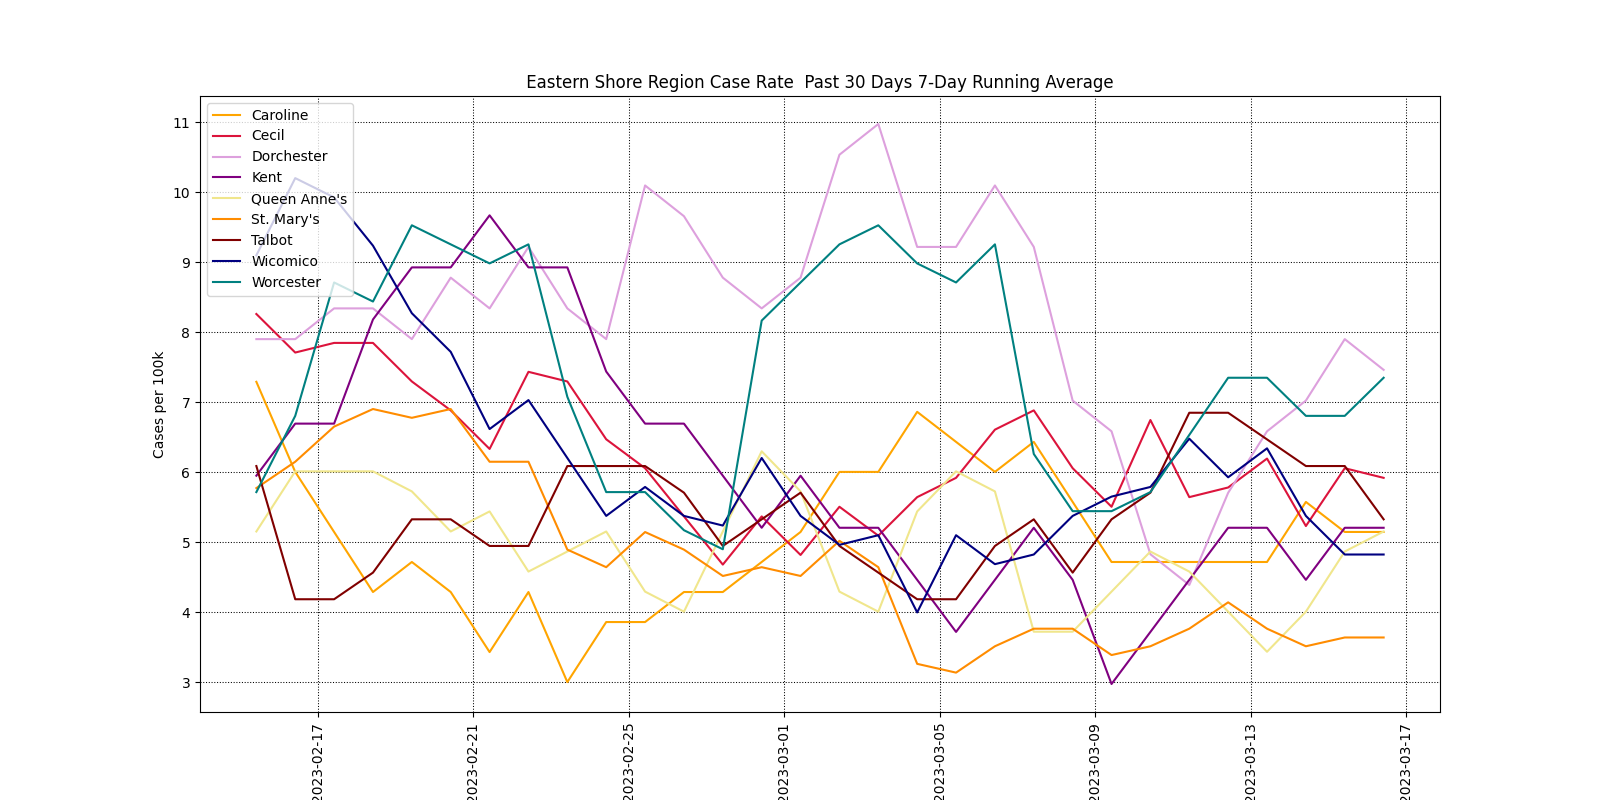 Eastern Shore Region Case Rate  Past 30 Days 7-Day Running Average
Caroline
Cecil
Dorchester
Kent
Queen Anne's
St. Mary's
Talbot
Wicomico
Worcester
Cases per 100k
11
10
9
8
7
6
5
4
3
2023-02-17
2023-02-21
2023-02-25
2023-03-01
2023-03-05
2023-03-09
2023-03-13
2023-03-17